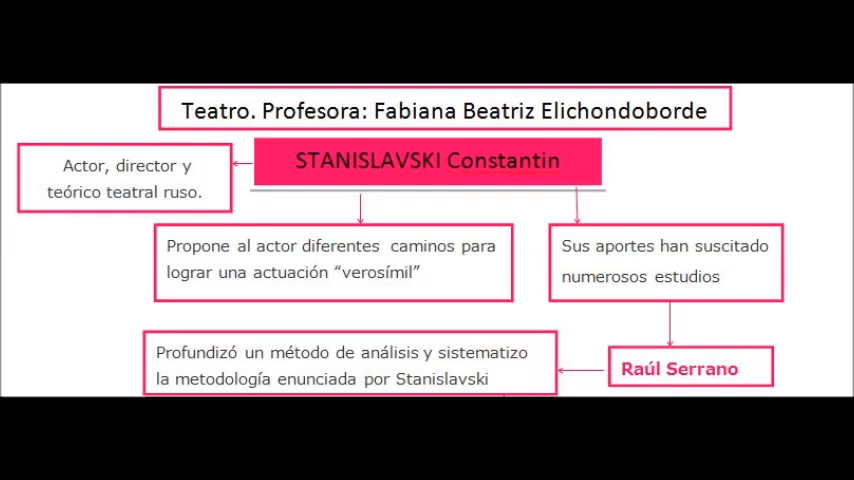 Teatro. Profesora: Fabiana Beatriz Elichondoborde
STANISLAVSKI Constantin
Actor, director y
teórico teatral ruso.
Propone al actor diferentes caminos para
lograr una actuación “verosímil”
Sus aportes han suscitado
numerosos estudios
Raúl Serrano
Profundizó un método de análisis y sistematizo
la metodología enunciada por Stanislavski